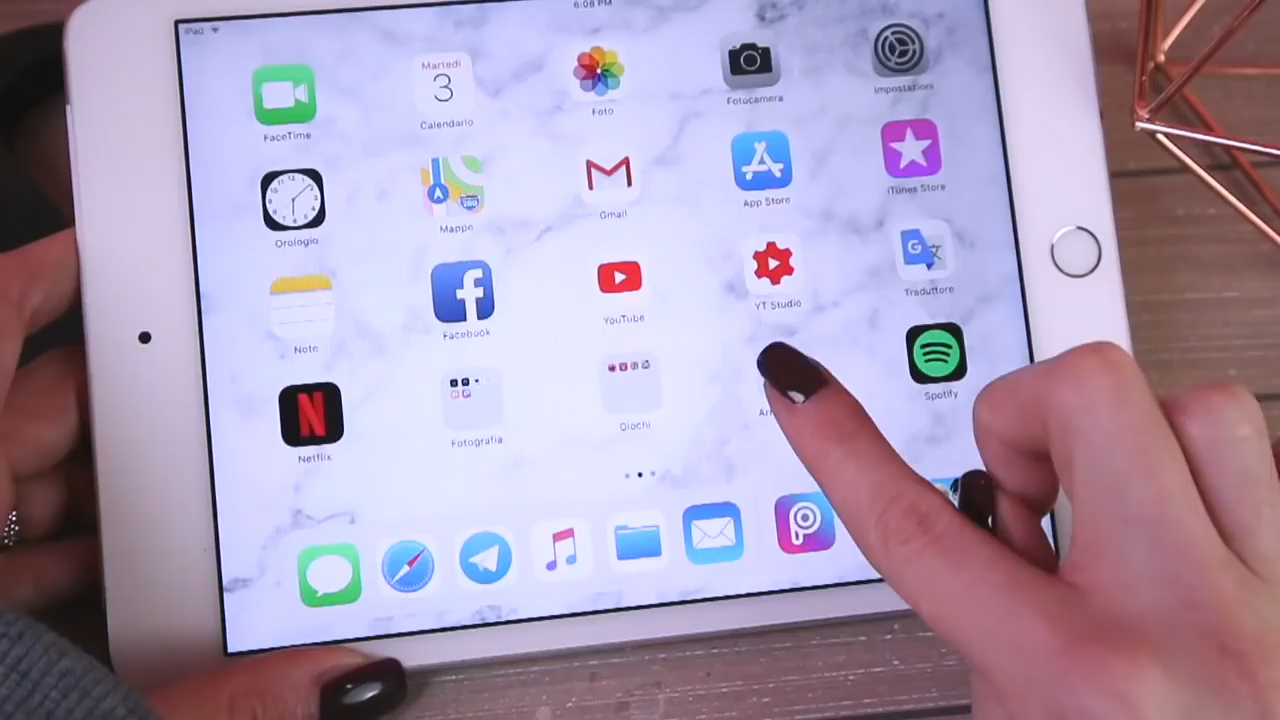 iPad
6:08 PM
FaceTime
Martedì
3
Calendario
Foto
Fotocamera
Impostazioni
Orologio
280
Mappe
Gmail
App Store
iTunes Store
Note
Facebook
YouTube
YT Studio
G
Traduttore
N
Netflix
Fotografia
Giochi
Spotify